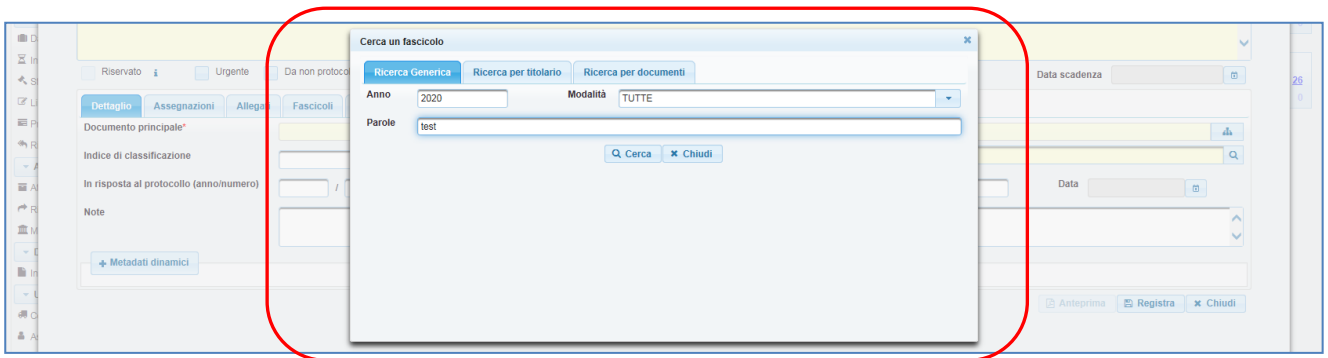 Cerca un fascicolo
Riservato
Urgente
Da non protoco
Data scadenza
Ricerca Generica
Ricerca per titolario
Ricerca per documenti
Anno
2020
Modalità
TUTTE
Parole
test
Cerca
Chiudi
Dettaglio
Assegnazioni
Allegati
Fascicoli
Documento principale*
Indice di classificazione
In risposta al protocollo (anno/numero)
/
Data
Note
Metadati dinamici
Anteprima
Registra
Chiudi
26